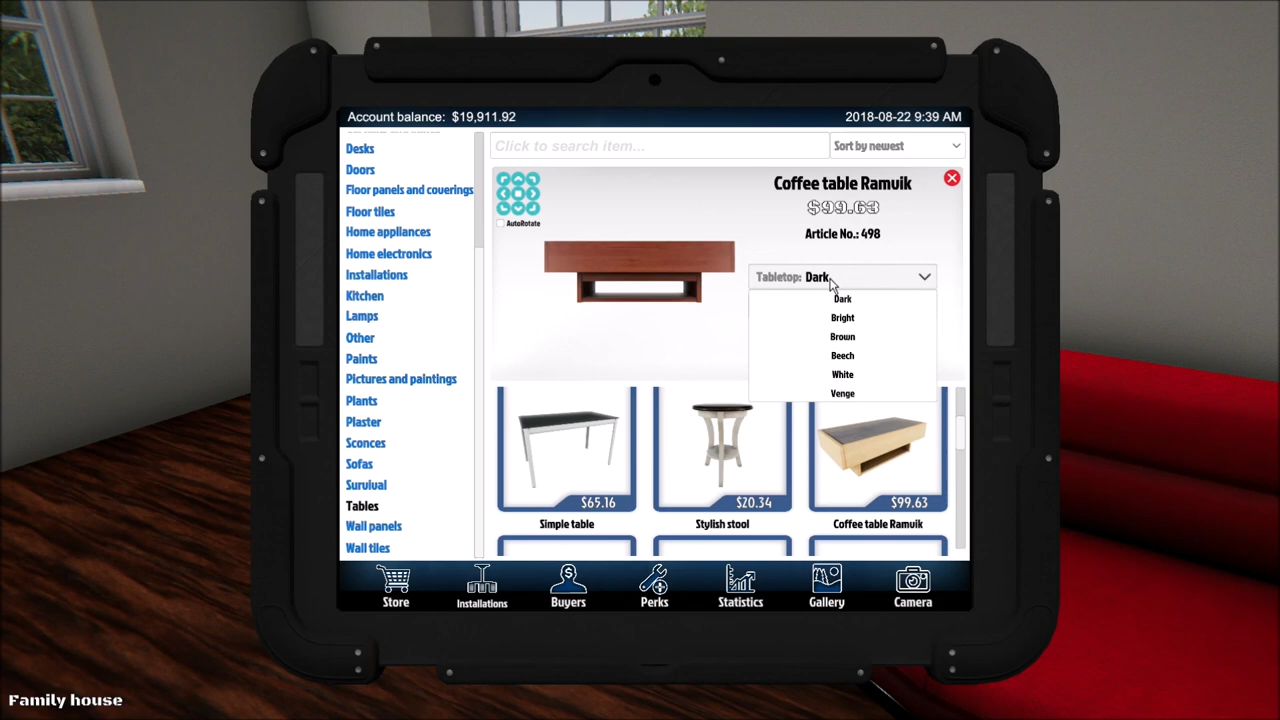 Account balance: $19,911.92
2018-08-22 9:39 AM
Desks
Doors
Floor panels and coverings
Floor tiles
Home appliances
Home electronics
Installations
Kitchen
Lamps
Other
Paints
Pictures and paintings
Plants
Plaster
Sconces
Sofas
Survival
Tables
Wall panels
Wall tiles
Click to search item...
Sort by newest
AutoRotate
Coffee table Ramvik
$99.63
Article No.: 498
Tabletop: Dark
Dark
Bright
Brown
Beech
White
Venge
$65.16
$20.34
$99.63
Simple table
Stylish stool
Coffee table Ramvik
Store
Installations
Buyers
Perks
Statistics
Gallery
Camera
Family house